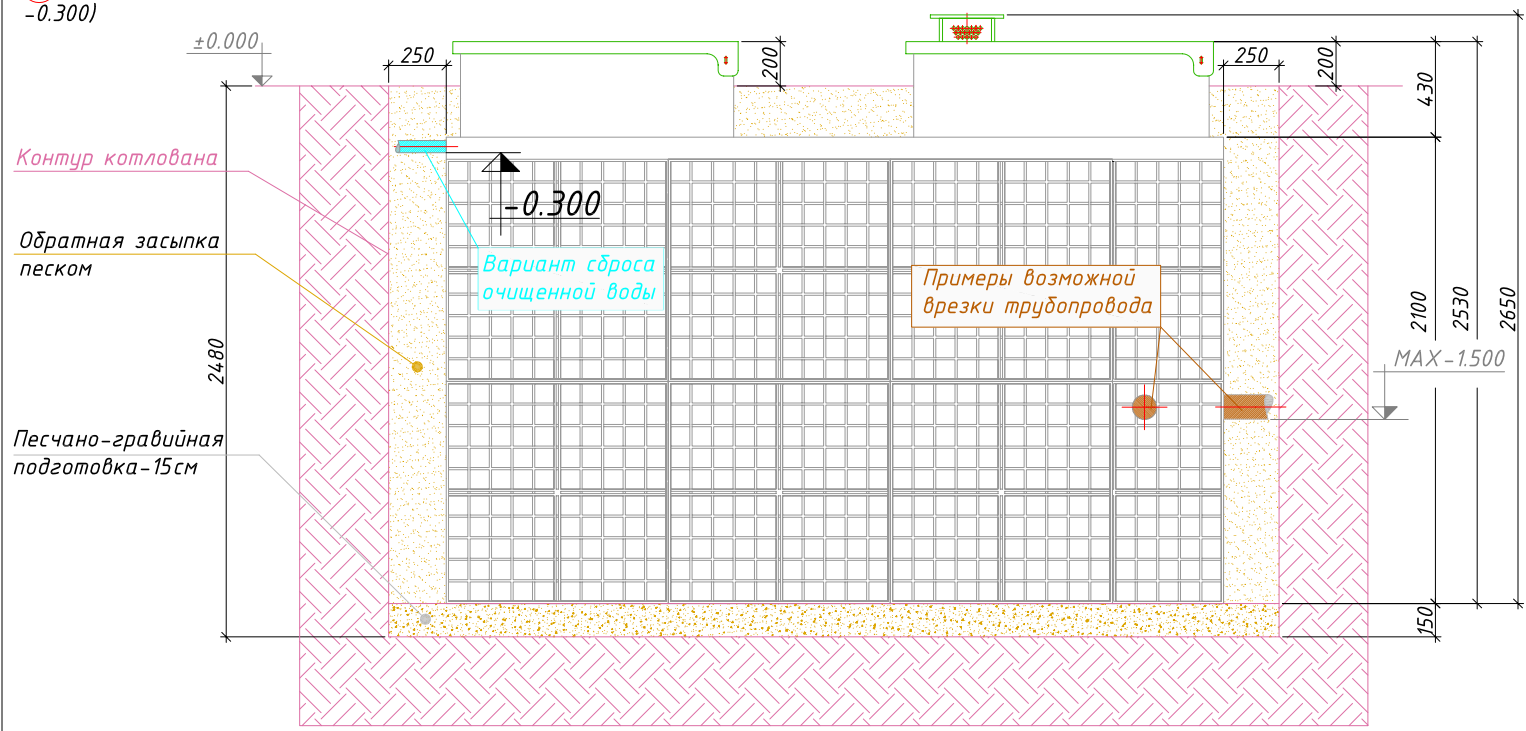 -0.300)
±0.000
250
200
250
200
430
Контур котлована
-0.300
Обратная засыпка
песком
Вариант сброса
очищенной воды
Примеры возможной
врезки трубопровода
2480
2100
2530
2650
MAX-1.500
Песчано-гравийная
подготовка-15см
150